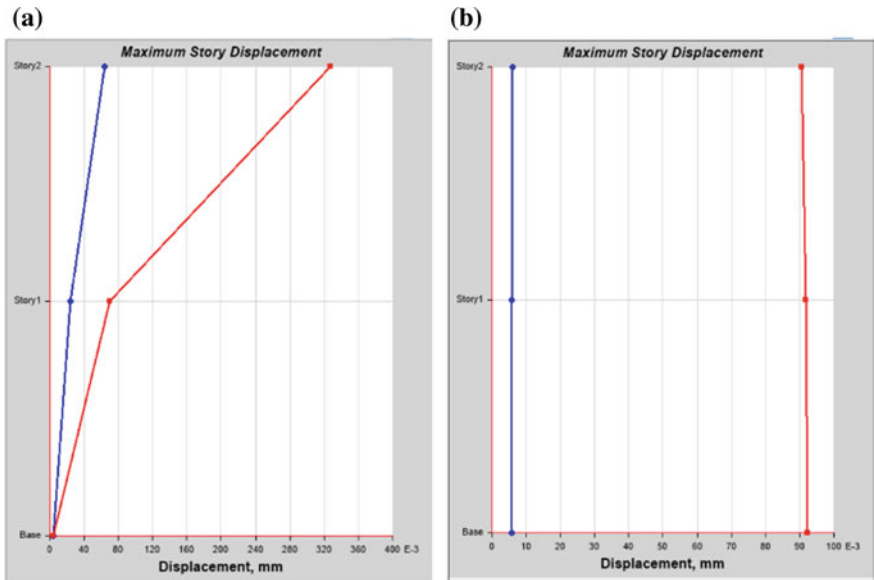 (a)
Maximum Story Displacement
Story2
Story1
Base
0 40 80 120 160 200 240 280 320 360 400 E-3
Displacement, mm
(b)
Maximum Story Displacement
Story2
Story1
Base
0 10 20 30 40 50 60 70 80 90 100 E-3
Displacement, mm